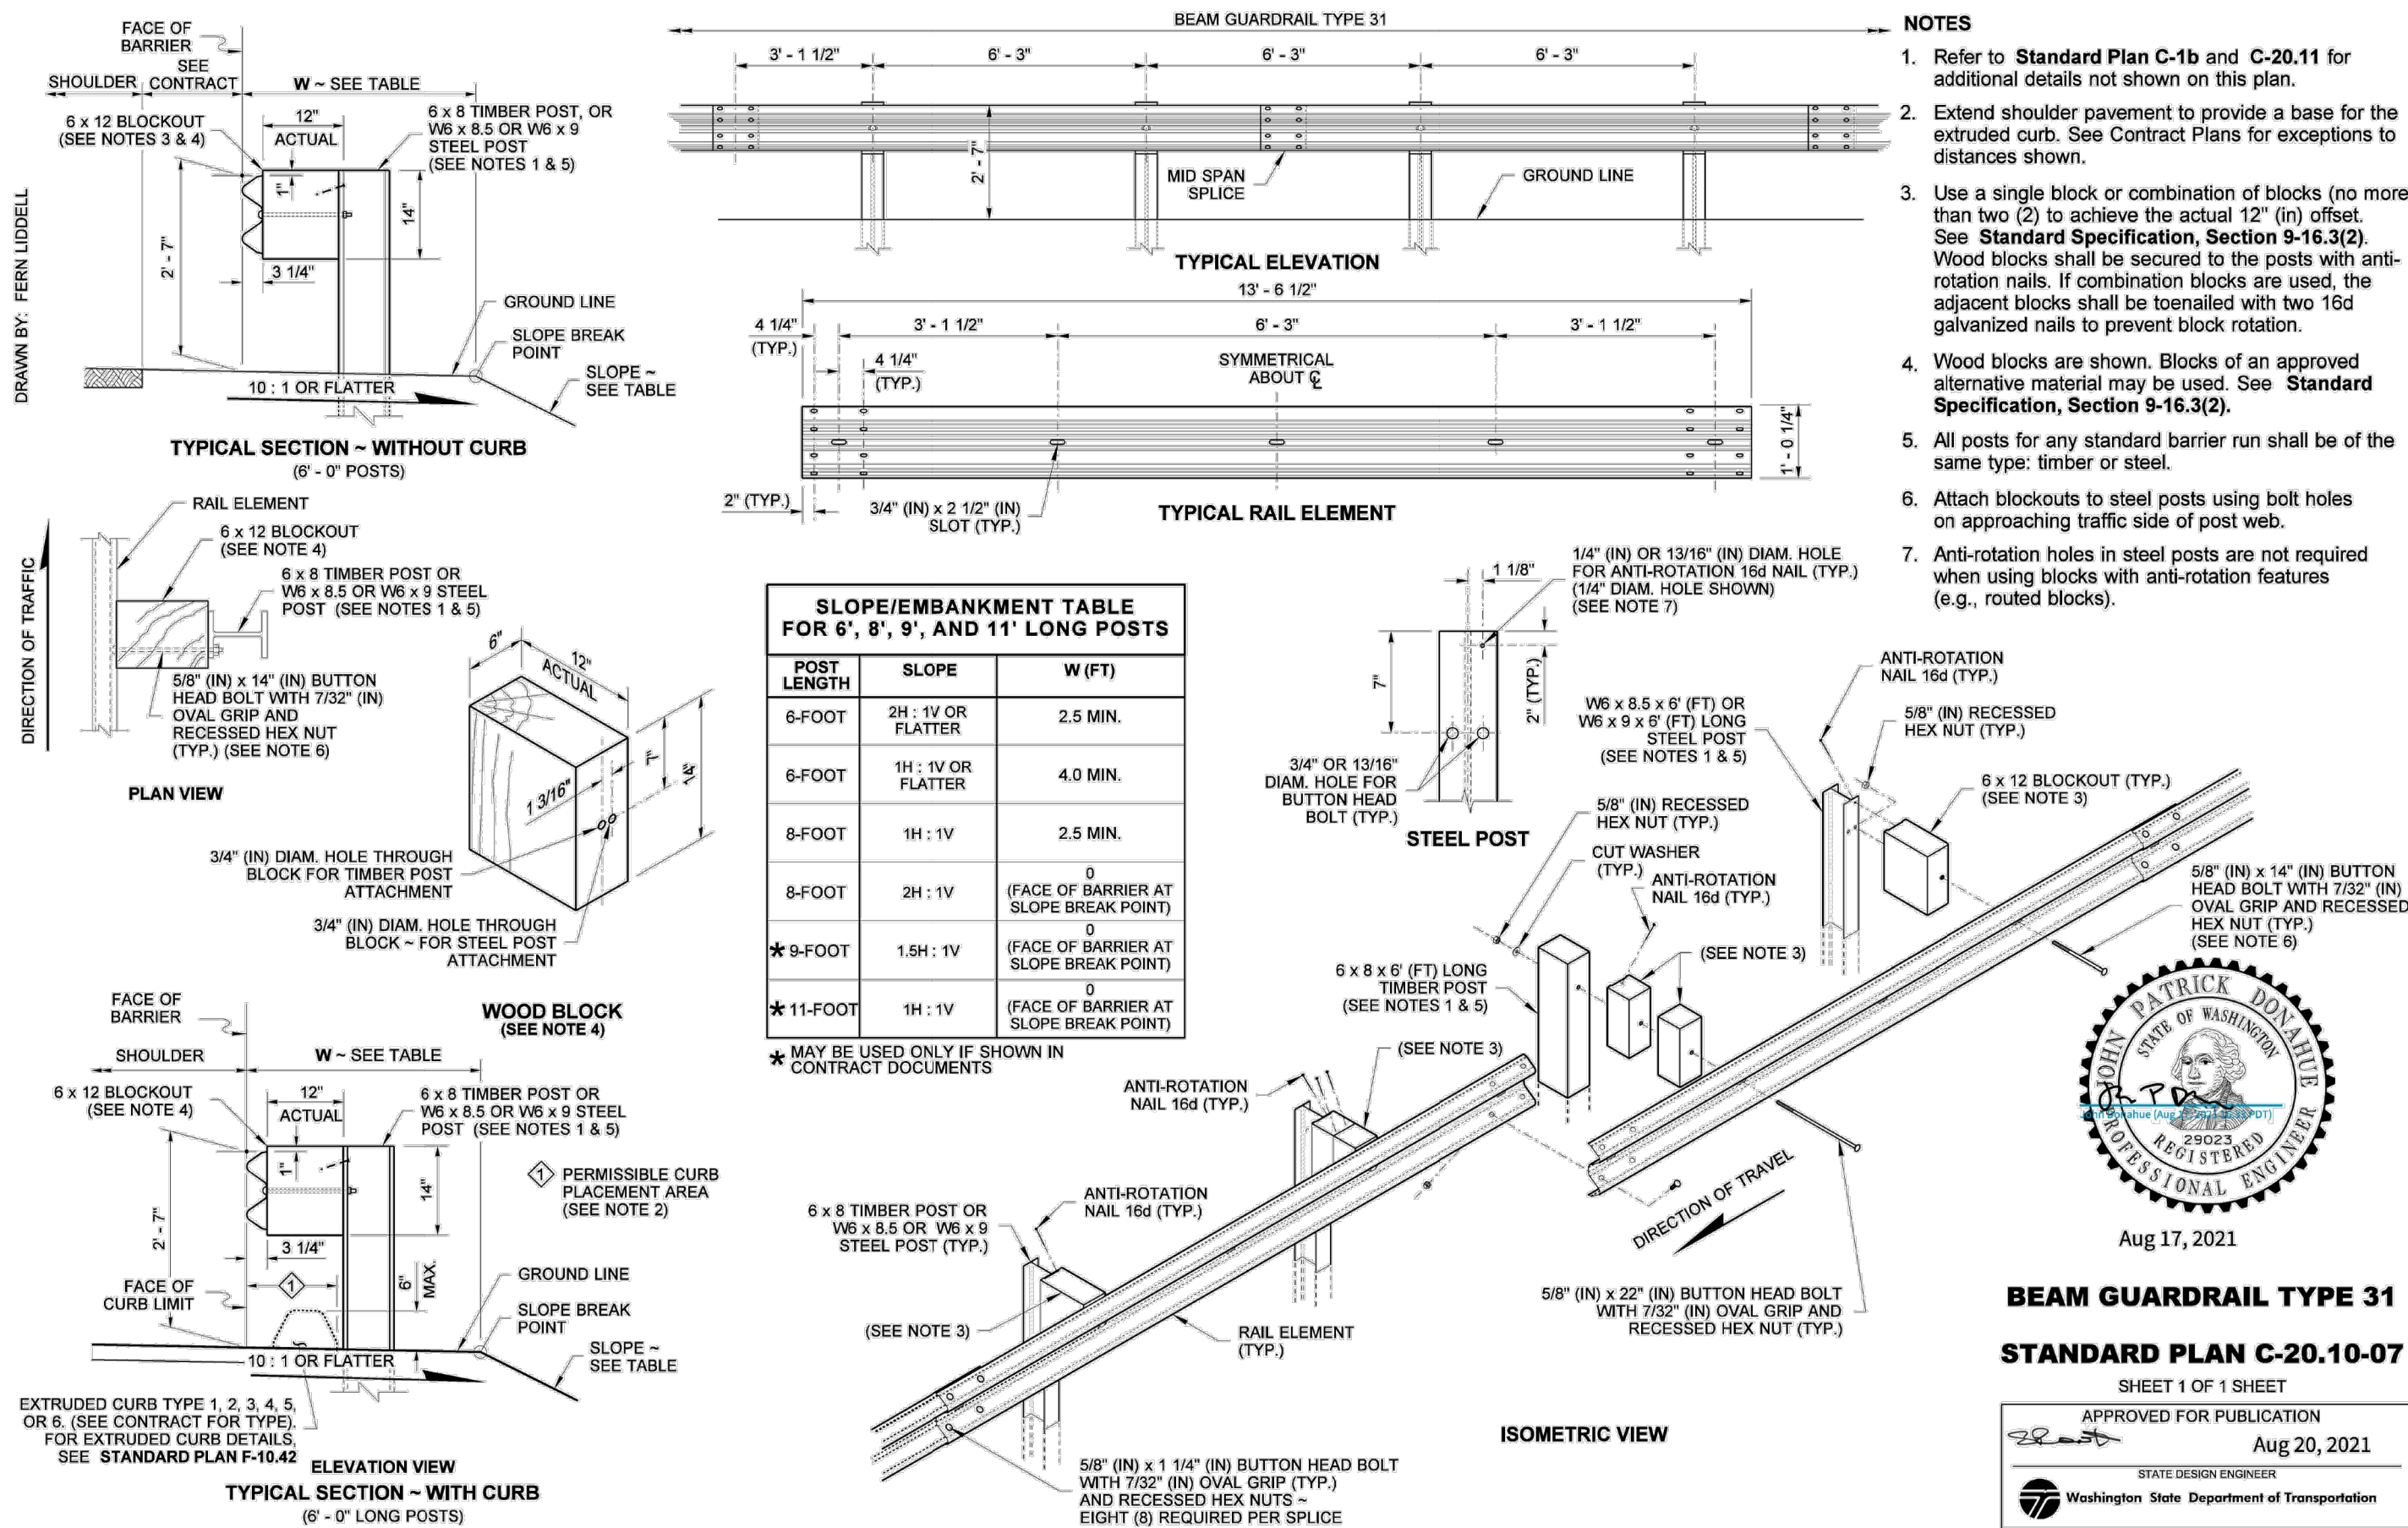 FACE OF
BARRIER
SHOULDER
SEE
CONTRACT
W ~ SEE TABLE
6 x 12 BLOCKOUT
(SEE NOTES 3 & 4)
12"
ACTUAL
6 x 8 TIMBER POST, OR
W6 x 8.5 OR W6 x 9
STEEL POST
(SEE NOTES 1 & 5)
1"
14"
2' - 7"
3 1/4"
GROUND LINE
SLOPE BREAK
POINT
SLOPE ~
SEE TABLE
10 : 1 OR FLATTER
TYPICAL SECTION ~ WITHOUT CURB
(6' - 0" POSTS)
DRAWN BY: FERN LIDDELL
BEAM GUARDRAIL TYPE 31
3' - 1 1/2"
6' - 3"
6' - 3"
6' - 3"
2' - 7"
MID SPAN
SPLICE
GROUND LINE
TYPICAL ELEVATION
13' - 6 1/2"
4 1/4"
(TYP.)
3' - 1 1/2"
6' - 3"
3' - 1 1/2"
4 1/4"
(TYP.)
SYMMETRICAL
ABOUT ℄
1' - 0 1/4"
2" (TYP.)
3/4" (IN) x 2 1/2" (IN)
SLOT (TYP.)
TYPICAL RAIL ELEMENT
NOTES
1. Refer to Standard Plan C-1b and C-20.11 for
additional details not shown on this plan.
2. Extend shoulder pavement to provide a base for the
extruded curb. See Contract Plans for exceptions to
distances shown.
3. Use a single block or combination of blocks (no more
than two (2) to achieve the actual 12" (in) offset.
See Standard Specification, Section 9-16.3(2).
Wood blocks shall be secured to the posts with anti-
rotation nails. If combination blocks are used, the
adjacent blocks shall be toenailed with two 16d
galvanized nails to prevent block rotation.
4. Wood blocks are shown. Blocks of an approved
alternative material may be used. See Standard
Specification, Section 9-16.3(2).
5. All posts for any standard barrier run shall be of the
same type: timber or steel.
6. Attach blockouts to steel posts using bolt holes
on approaching traffic side of post web.
7. Anti-rotation holes in steel posts are not required
when using blocks with anti-rotation features
(e.g., routed blocks).
DIRECTION OF TRAFFIC
RAIL ELEMENT
6 x 12 BLOCKOUT
(SEE NOTE 4)
6 x 8 TIMBER POST OR
W6 x 8.5 OR W6 x 9 STEEL
POST (SEE NOTES 1 & 5)
5/8" (IN) x 14" (IN) BUTTON
HEAD BOLT WITH 7/32" (IN)
OVAL GRIP AND
RECESSED HEX NUT
(TYP.) (SEE NOTE 6)
PLAN VIEW
6"
12"
ACTUAL
7"
14"
1 3/16"
3/4" (IN) DIAM. HOLE THROUGH
BLOCK FOR TIMBER POST
ATTACHMENT
3/4" (IN) DIAM. HOLE THROUGH
BLOCK ~ FOR STEEL POST
ATTACHMENT
WOOD BLOCK
(SEE NOTE 4)
SLOPE/EMBANKMENT TABLE
FOR 6', 8', 9', AND 11' LONG POSTS
POST
LENGTH
SLOPE
W (FT)
6-FOOT
2H : 1V OR
FLATTER
2.5 MIN.
6-FOOT
1H : 1V OR
FLATTER
4.0 MIN.
8-FOOT
1H : 1V
2.5 MIN.
8-FOOT
2H : 1V
0
(FACE OF BARRIER AT
SLOPE BREAK POINT)
* 9-FOOT
1.5H : 1V
0
(FACE OF BARRIER AT
SLOPE BREAK POINT)
* 11-FOOT
1H : 1V
0
(FACE OF BARRIER AT
SLOPE BREAK POINT)
* MAY BE USED ONLY IF SHOWN IN
CONTRACT DOCUMENTS
1 1/8"
1/4" (IN) OR 13/16" (IN) DIAM. HOLE
FOR ANTI-ROTATION 16d NAIL (TYP.)
(1/4" DIAM. HOLE SHOWN)
(SEE NOTE 7)
7"
2" (TYP.)
3/4" OR 13/16"
DIAM. HOLE FOR
BUTTON HEAD
BOLT (TYP.)
STEEL POST
ANTI-ROTATION
NAIL 16d (TYP.)
W6 x 8.5 x 6' (FT) OR
W6 x 9 x 6' (FT) LONG
STEEL POST
(SEE NOTES 1 & 5)
5/8" (IN) RECESSED
HEX NUT (TYP.)
6 x 12 BLOCKOUT (TYP.)
(SEE NOTE 3)
5/8" (IN) RECESSED
HEX NUT (TYP.)
CUT WASHER
(TYP.)
ANTI-ROTATION
NAIL 16d (TYP.)
5/8" (IN) x 14" (IN) BUTTON
HEAD BOLT WITH 7/32" (IN)
OVAL GRIP AND RECESSED
HEX NUT (TYP.)
(SEE NOTE 6)
(SEE NOTE 3)
6 x 8 x 6' (FT) LONG
TIMBER POST
(SEE NOTES 1 & 5)
(SEE NOTE 3)
ANTI-ROTATION
NAIL 16d (TYP.)
6 x 8 TIMBER POST OR
W6 x 8.5 OR W6 x 9
STEEL POST (TYP.)
ANTI-ROTATION
NAIL 16d (TYP.)
DIRECTION OF TRAVEL
5/8" (IN) x 22" (IN) BUTTON HEAD BOLT
WITH 7/32" (IN) OVAL GRIP AND
RECESSED HEX NUT (TYP.)
(SEE NOTE 3)
RAIL ELEMENT
(TYP.)
ISOMETRIC VIEW
5/8" (IN) x 1 1/4" (IN) BUTTON HEAD BOLT
WITH 7/32" (IN) OVAL GRIP (TYP.)
AND RECESSED HEX NUTS ~
EIGHT (8) REQUIRED PER SPLICE
FACE OF
BARRIER
SHOULDER
W ~ SEE TABLE
6 x 12 BLOCKOUT
(SEE NOTE 4)
12"
ACTUAL
6 x 8 TIMBER POST OR
W6 x 8.5 OR W6 x 9 STEEL
POST (SEE NOTES 1 & 5)
1"
14"
2' - 7"
3 1/4"
1 PERMISSIBLE CURB
PLACEMENT AREA
(SEE NOTE 2)
FACE OF
CURB LIMIT
1
6"
MAX.
GROUND LINE
SLOPE BREAK
POINT
SLOPE ~
SEE TABLE
10 : 1 OR FLATTER
EXTRUDED CURB TYPE 1, 2, 3, 4, 5,
OR 6. (SEE CONTRACT FOR TYPE).
FOR EXTRUDED CURB DETAILS,
SEE STANDARD PLAN F-10.42
ELEVATION VIEW
TYPICAL SECTION ~ WITH CURB
(6' - 0" LONG POSTS)
JOHN PATRICK DONAHUE
STATE OF WASHINGTON
John Donahue (Aug 17, 2021 PDT)
29023
REGISTERED
PROFESSIONAL ENGINEER
Aug 17, 2021
BEAM GUARDRAIL TYPE 31
STANDARD PLAN C-20.10-07
SHEET 1 OF 1 SHEET
APPROVED FOR PUBLICATION
Aug 20, 2021
STATE DESIGN ENGINEER
Washington State Department of Transportation